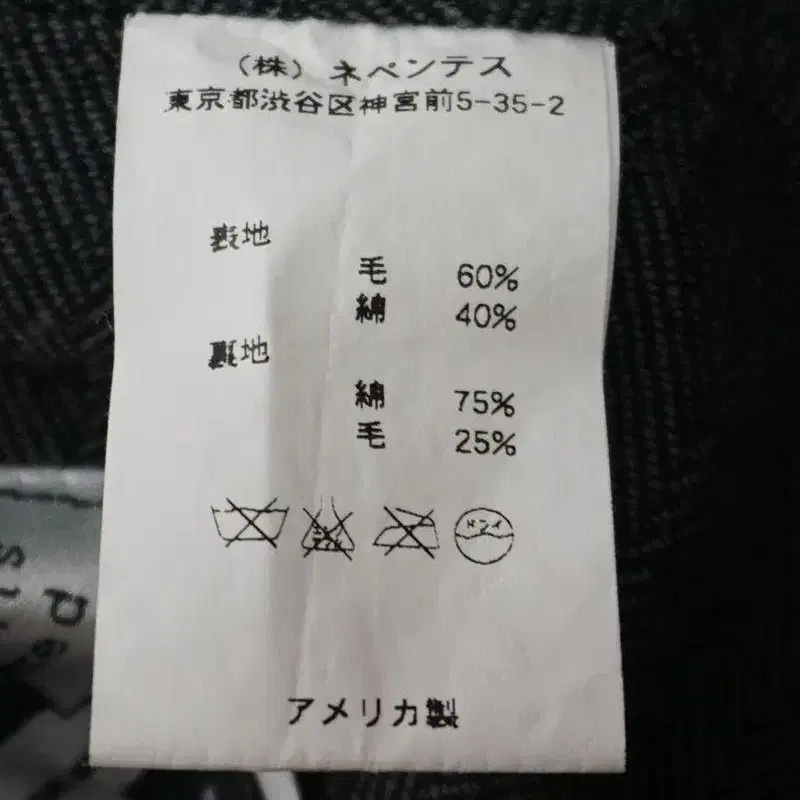 （株）ネペンテス
東京都渋谷区神宮前5-35-2
表地
毛 60%
綿 40%
裏地
綿 75%
毛 25%
ドライ
アメリカ製